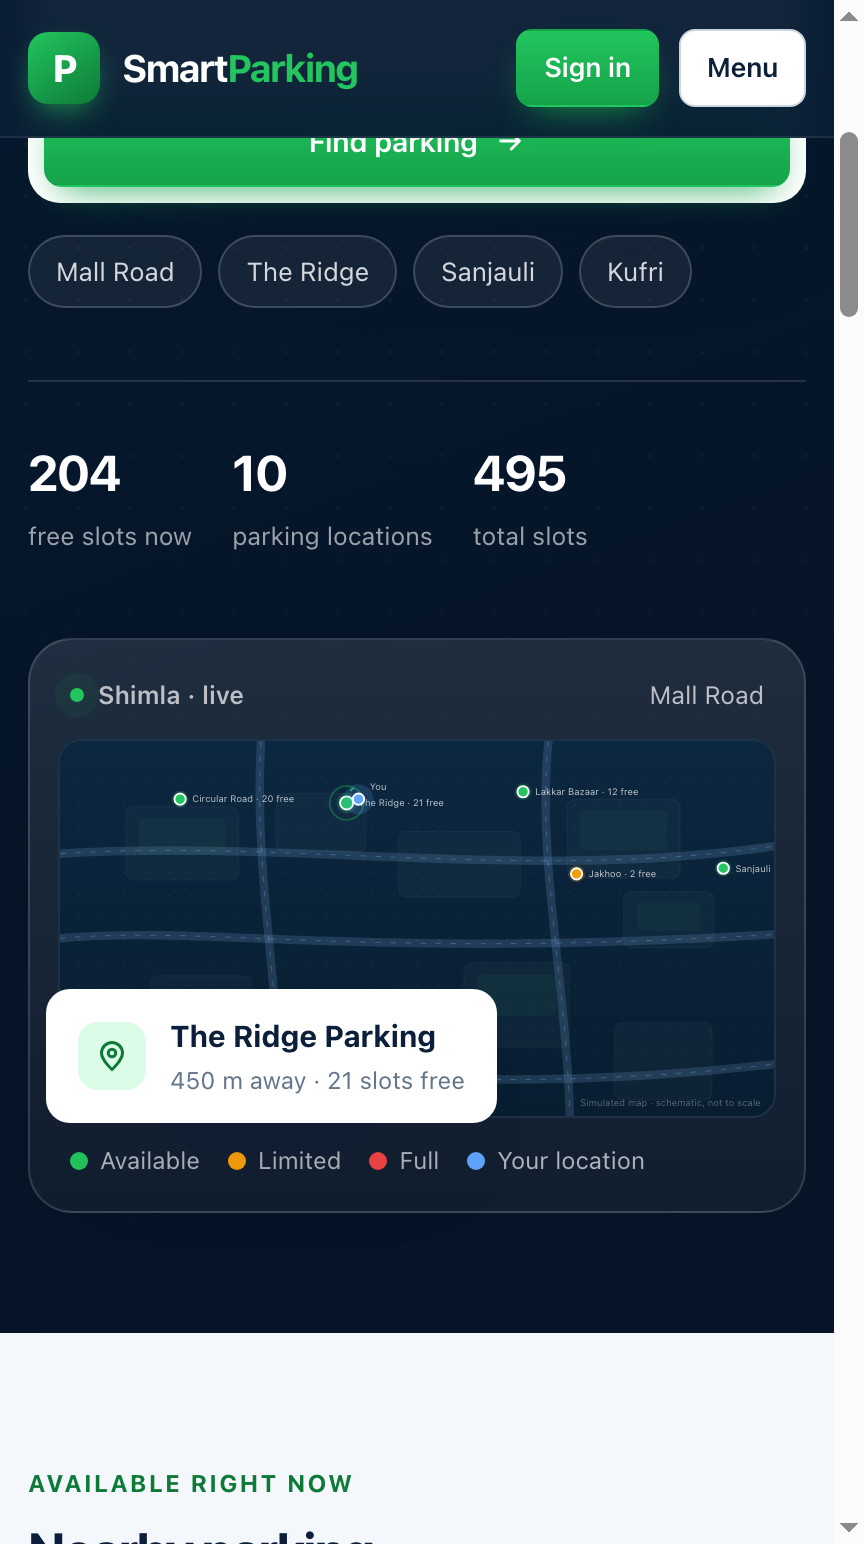 P SmartParking Sign in Menu
Find parking →
Mall Road The Ridge Sanjauli Kufri
204 10 495
free slots now parking locations total slots
Shimla · live Mall Road
You
Circular Road · 20 free
The Ridge · 21 free
Lakkar Bazaar · 12 free
Jakhoo · 2 free
Sanjauli
The Ridge Parking
450 m away · 21 slots free
Simulated map · schematic, not to scale
Available Limited Full Your location
AVAILABLE RIGHT NOW
Nearby parking